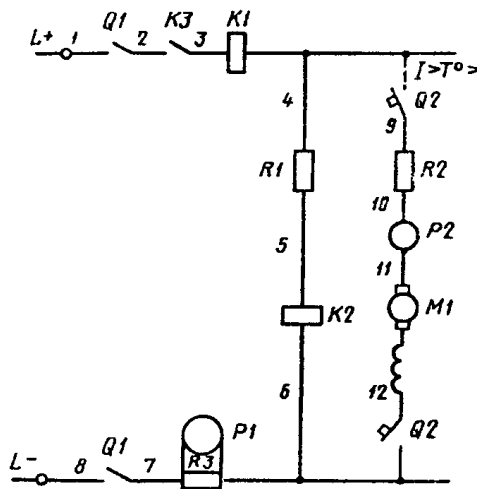 L+ 1 Q1 2 K3 3 K1
I>T°>
4 Q2
9
R1 R2
10
P2
5 11
K2 M1
6 12
P1 Q2
L- 8 Q1 7 R3